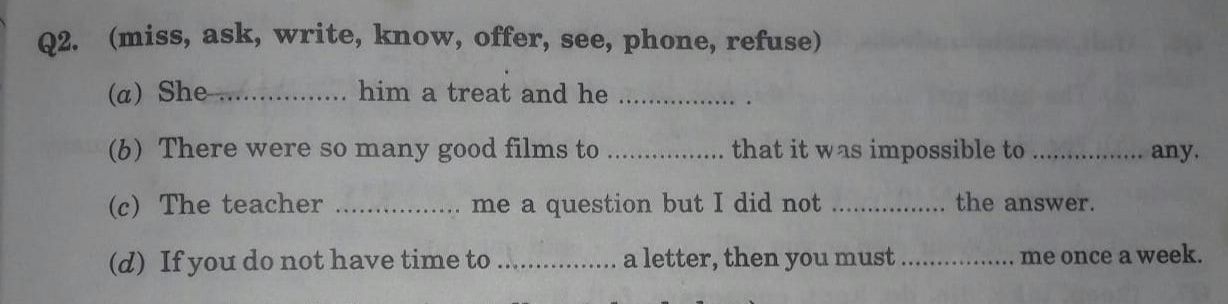 Q2. (miss, ask, write, know, offer, see, phone, refuse)
(a) She ............... him a treat and he ............... .
(b) There were so many good films to ............... that it was impossible to ............... any.
(c) The teacher ................ me a question but I did not ............... the answer.
(d) If you do not have time to ............... a letter, then you must ............... me once a week.